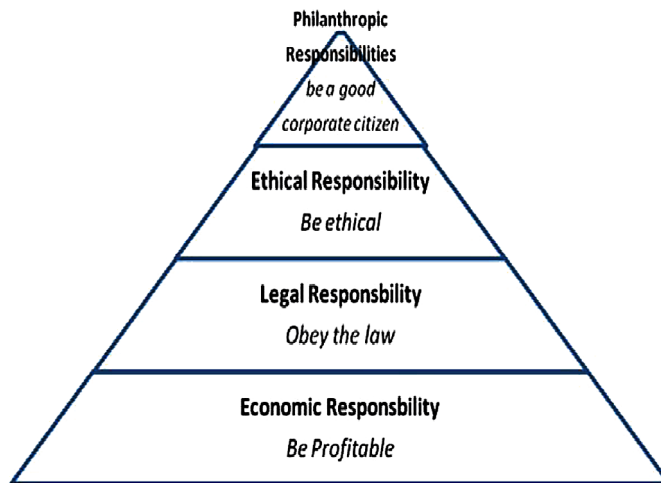 Philanthropic
Responsibilities
be a good
corporate citizen
Ethical Responsibility
Be ethical
Legal Responsbility
Obey the law
Economic Responsbility
Be Profitable